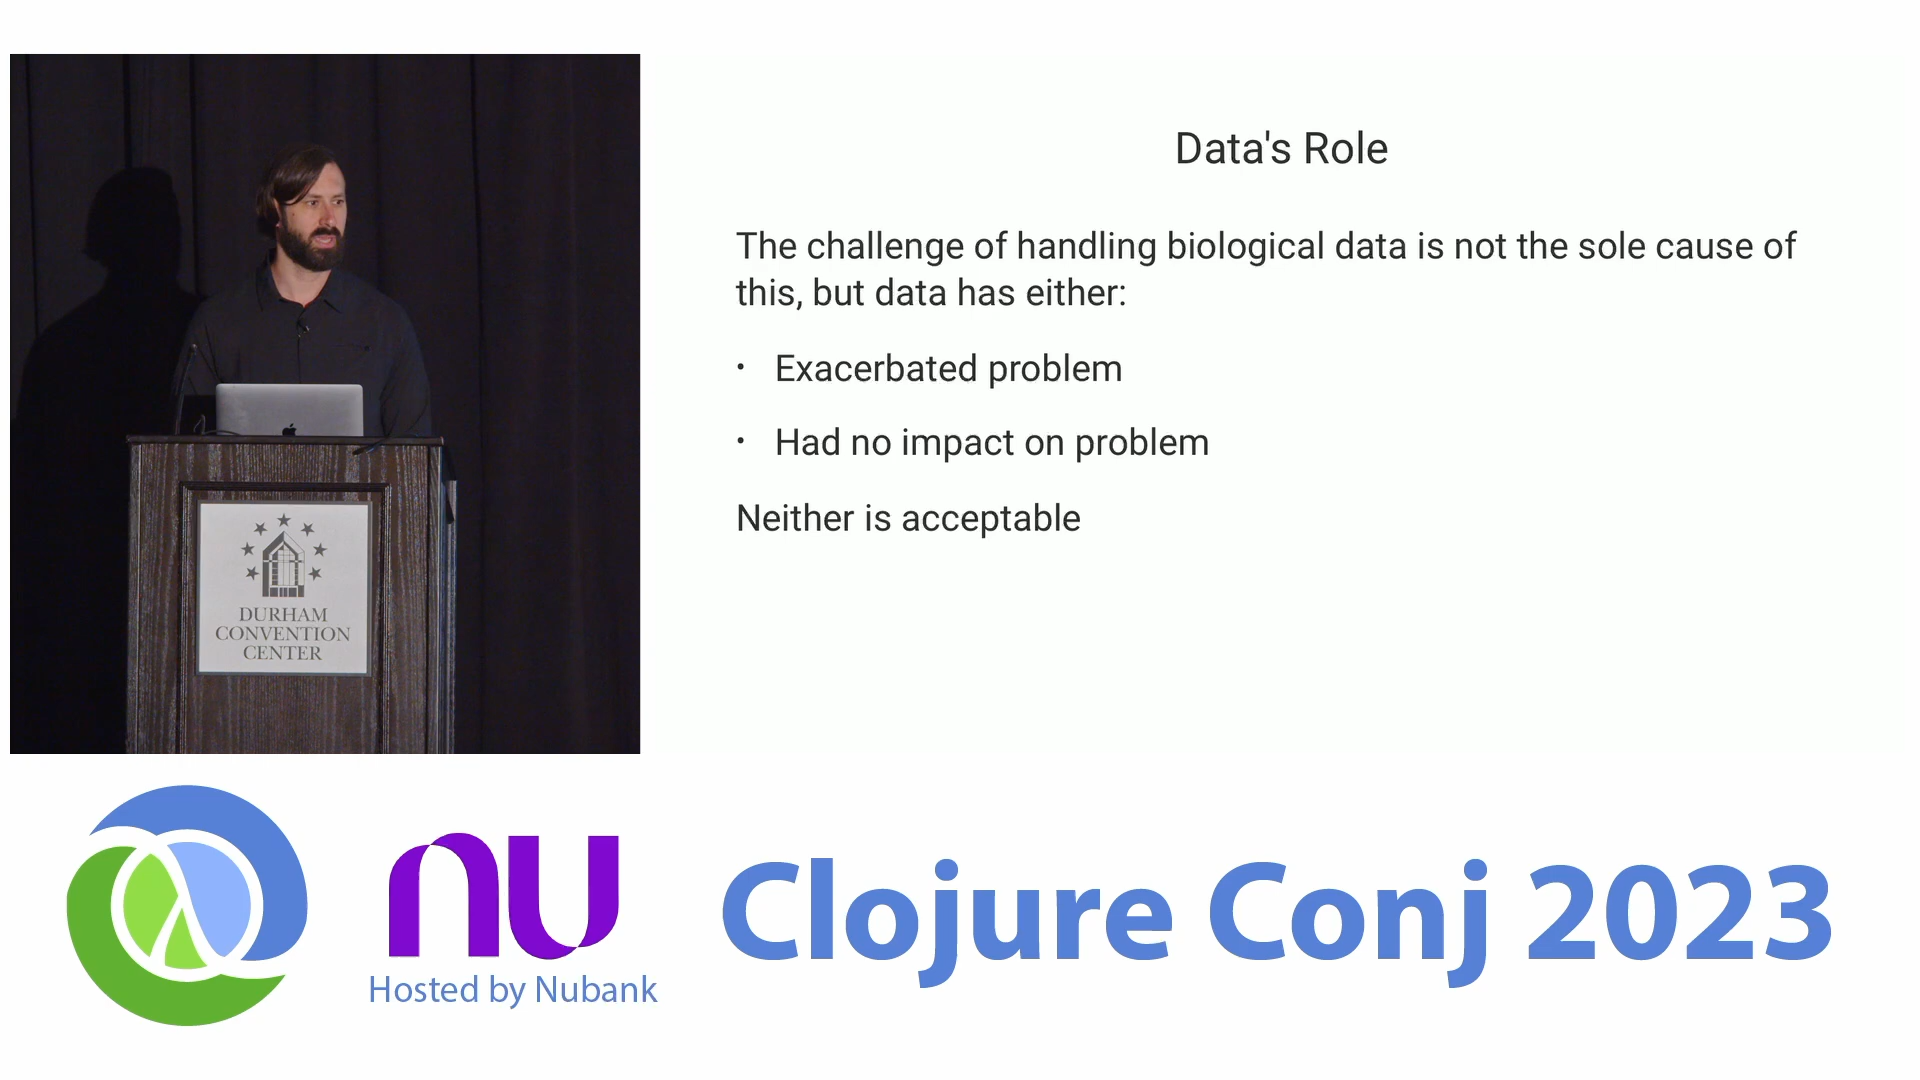 Data's Role
The challenge of handling biological data is not the sole cause of
this, but data has either:
• Exacerbated problem
• Had no impact on problem
Neither is acceptable
DURHAM
CONVENTION
CENTER
nu
Hosted by Nubank
Clojure Conj 2023